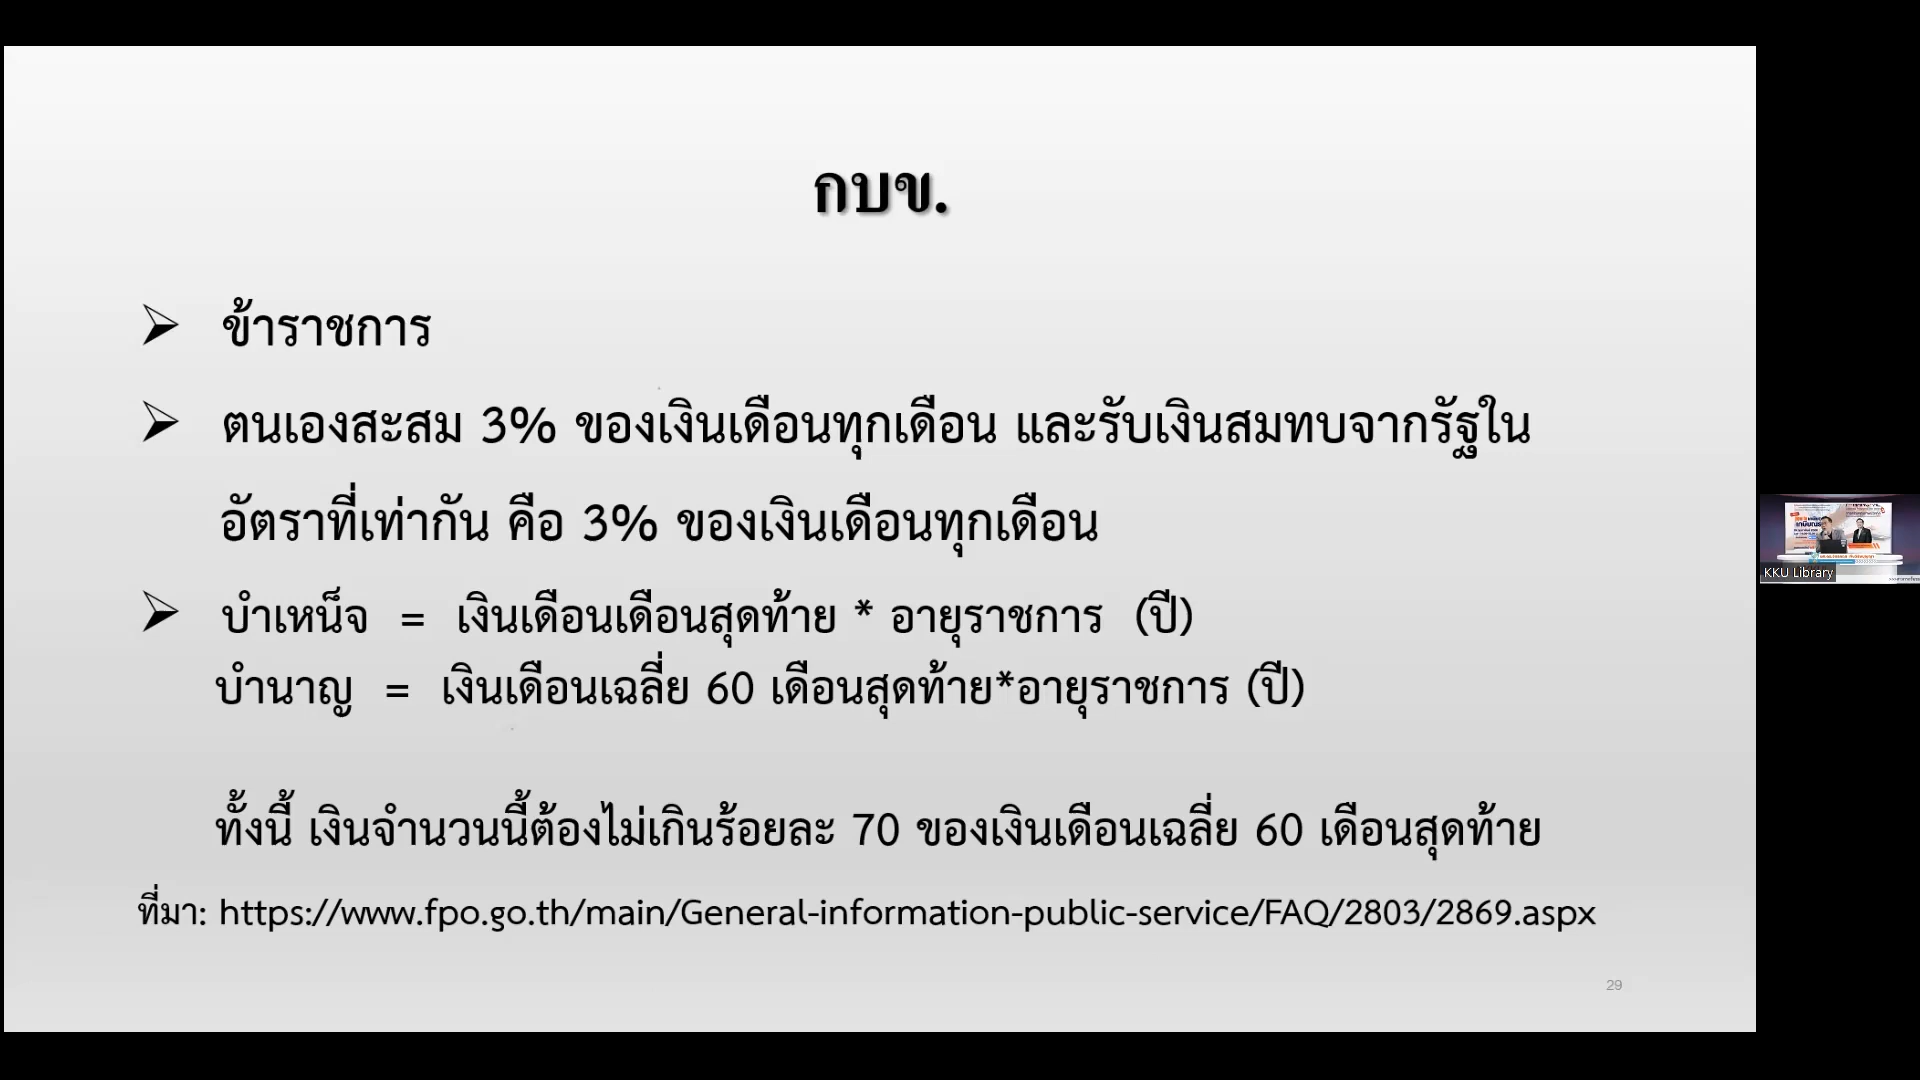 กบข.
ข้าราชการ
ตนเองสะสม 3% ของเงินเดือนทุกเดือน และรับเงินสมทบจากรัฐใน
อัตราที่เท่ากัน คือ 3% ของเงินเดือนทุกเดือน
บำเหน็จ = เงินเดือนเดือนสุดท้าย * อายุราชการ (ปี)
บำนาญ = เงินเดือนเฉลี่ย 60 เดือนสุดท้าย*อายุราชการ (ปี)
ทั้งนี้ เงินจำนวนนี้ต้องไม่เกินร้อยละ 70 ของเงินเดือนเฉลี่ย 60 เดือนสุดท้าย
ที่มา: https://www.fpo.go.th/main/General-information-public-service/FAQ/2803/2869.aspx
29
KKU Library